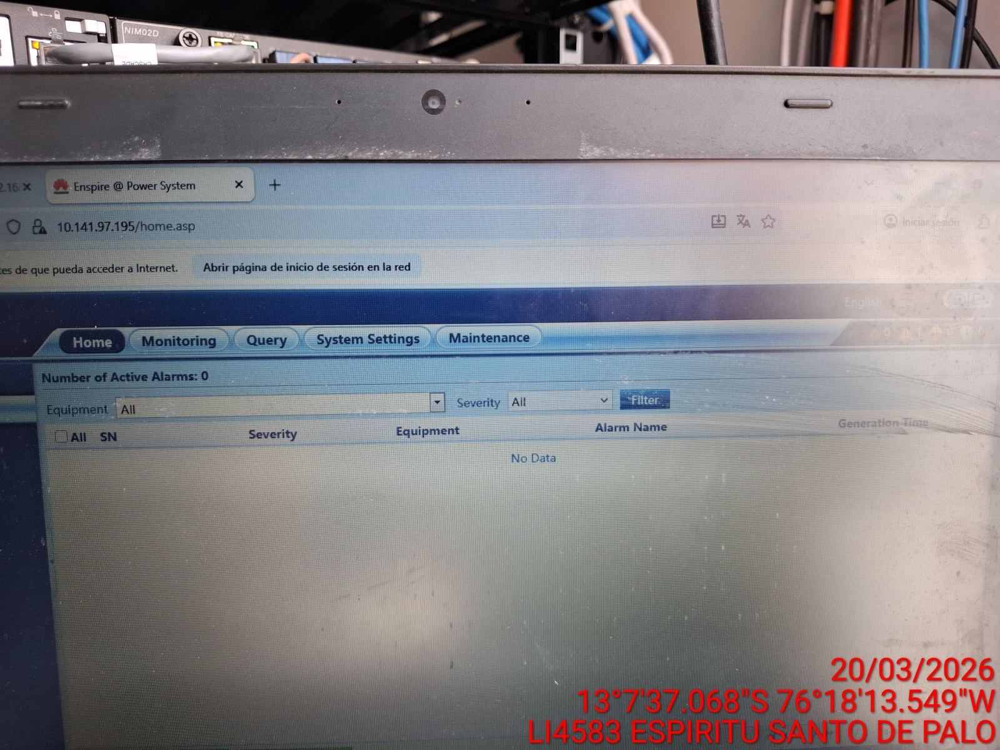 NIM02D
CASCADE
2.16
Enspire @ Power System
10.141.97.195/home.asp
Iniciar sesión
es de que pueda acceder a Internet.
Abrir página de inicio de sesión en la red
English
Home
Monitoring
Query
System Settings
Maintenance
Number of Active Alarms: 0
Equipment All Severity All Filter
All SN Severity Equipment Alarm Name Generation Time
No Data
20/03/2026
13°7'37.068"S 76°18'13.549"W
LI4583 ESPIRITU SANTO DE PALO